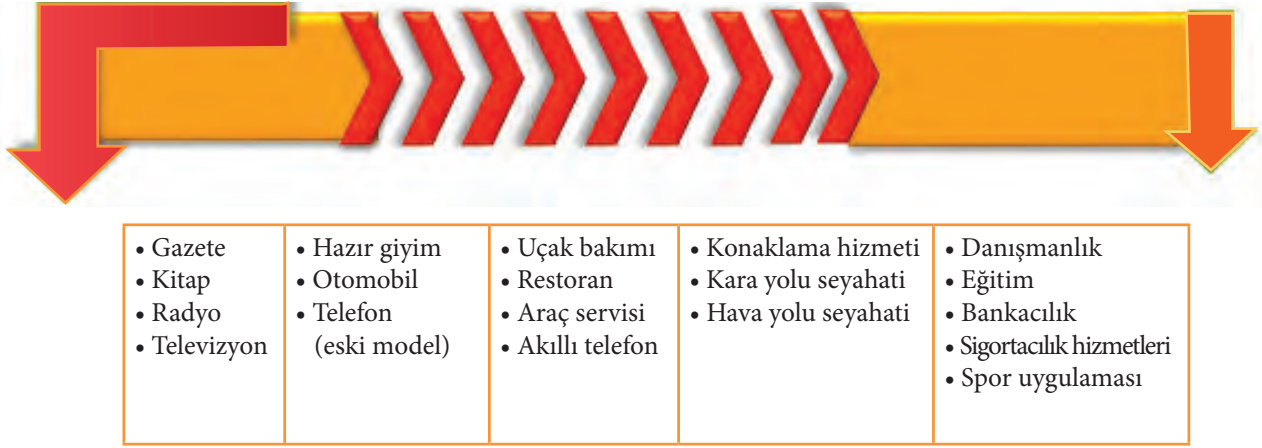 • Gazete
• Kitap
• Radyo
• Televizyon
• Hazır giyim
• Otomobil
• Telefon
(eski model)
• Uçak bakımı
• Restoran
• Araç servisi
• Akıllı telefon
• Konaklama hizmeti
• Kara yolu seyahati
• Hava yolu seyahati
• Danışmanlık
• Eğitim
• Bankacılık
• Sigortacılık hizmetleri
• Spor uygulaması